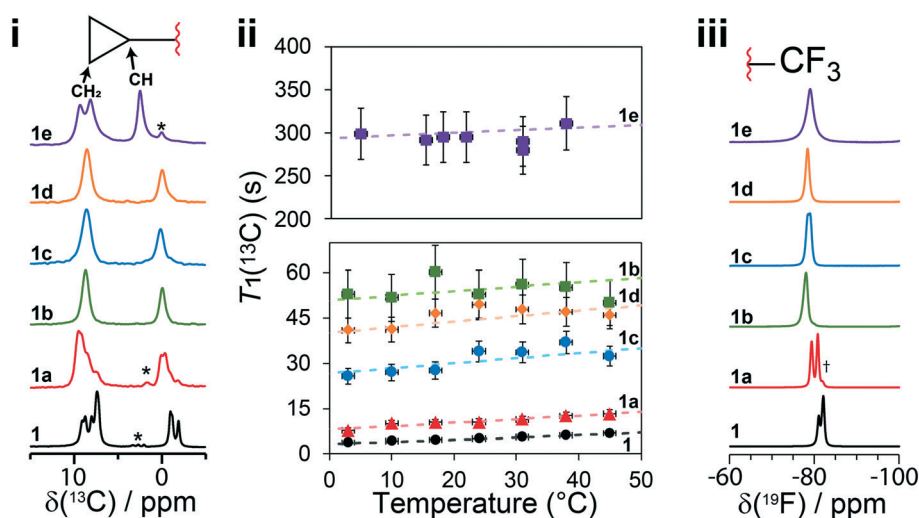 i
CH₂
CH
*
1e
1d
1c
1b
1a
*
1
*
10
0
δ(¹³C) / ppm
ii
400
350
300
250
200
1e
60
45
30
15
0
1b
1d
1c
1a
1
T1(¹³C) (s)
0
10
20
30
40
50
Temperature (°C)
iii
CF₃
1e
1d
1c
1b
1a
†
1
-60
-80
-100
δ(¹⁹F) / ppm